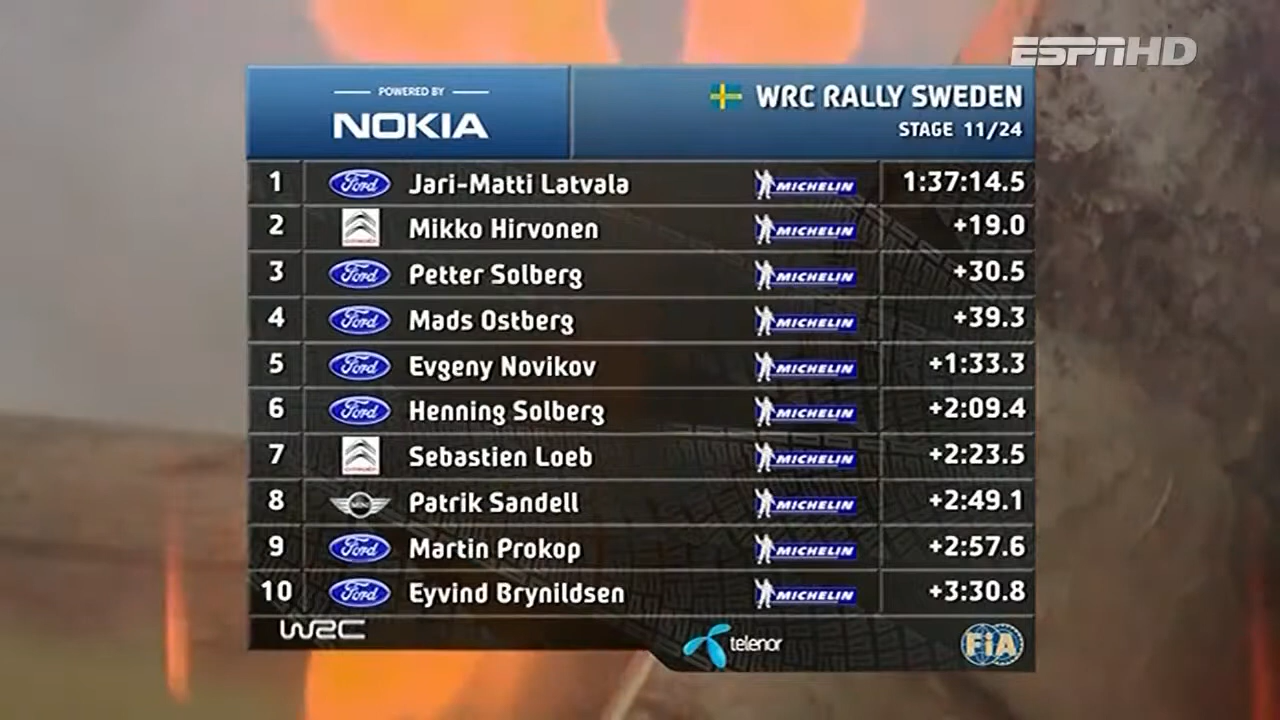 ESPNHD
POWERED BY
NOKIA
WRC RALLY SWEDEN
STAGE 11/24
1 Ford Jari-Matti Latvala MICHELIN 1:37:14.5
2 CITROËN Mikko Hirvonen MICHELIN +19.0
3 Ford Petter Solberg MICHELIN +30.5
4 Ford Mads Ostberg MICHELIN +39.3
5 Ford Evgeny Novikov MICHELIN +1:33.3
6 Ford Henning Solberg MICHELIN +2:09.4
7 CITROËN Sebastien Loeb MICHELIN +2:23.5
8 MINI Patrik Sandell MICHELIN +2:49.1
9 Ford Martin Prokop MICHELIN +2:57.6
10 Ford Eyvind Brynildsen MICHELIN +3:30.8
WRC
telenor
FiA